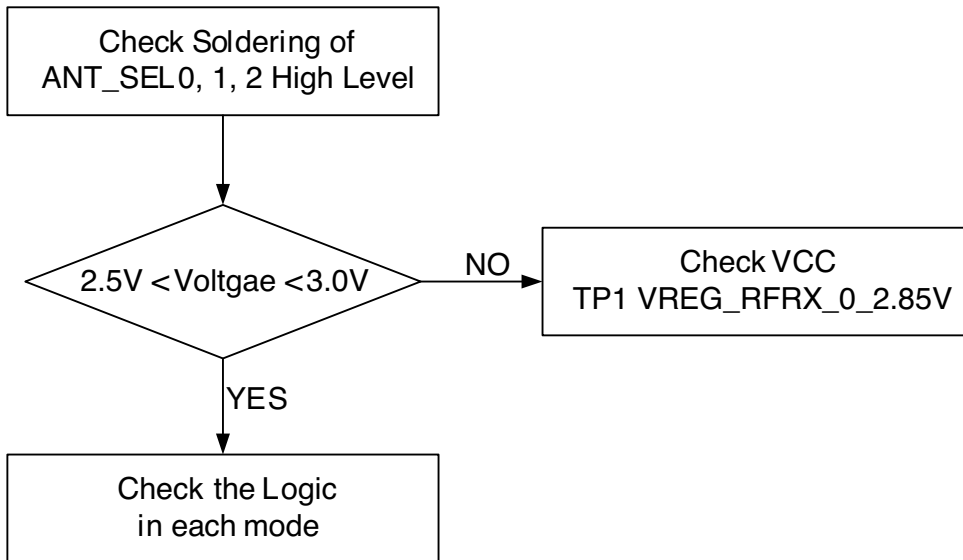 Check Soldering of
ANT_SEL0, 1, 2 High Level
2.5V < Voltgae < 3.0V
NO
Check VCC
TP1 VREG_RFRX_0_2.85V
YES
Check the Logic
in each mode